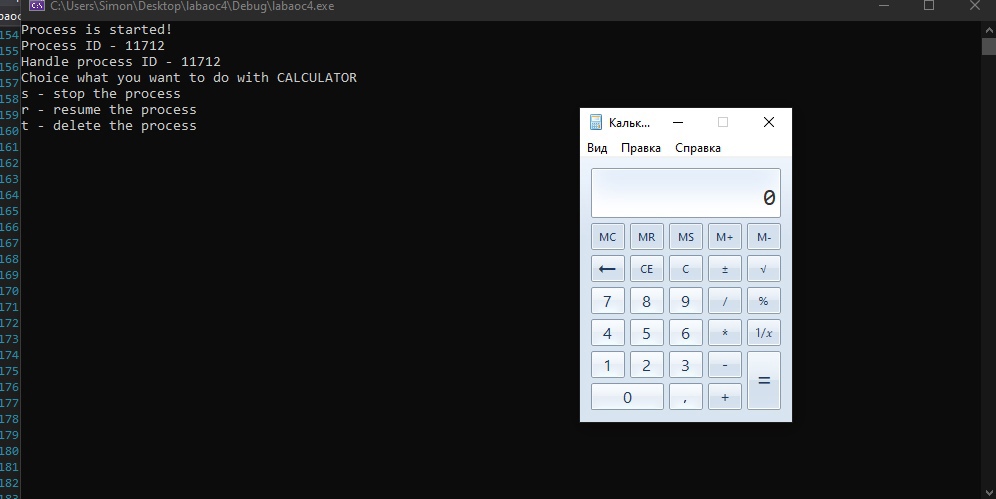 C:\Users\Simon\Desktop\labaoc4\Debug\labaoc4.exe
Process is started!
Process ID - 11712
Handle process ID - 11712
Choice what you want to do with CALCULATOR
s - stop the process
r - resume the process
t - delete the process
baoc
154
155
156
157
158
159
160
161
162
163
164
165
166
167
168
169
170
171
172
173
174
175
176
177
178
179
180
181
182
Кальк...
Вид Правка Справка
0
MC MR MS M+ M-
← CE C ± √
7 8 9 / %
4 5 6 * 1/x
1 2 3 - =
0 , +